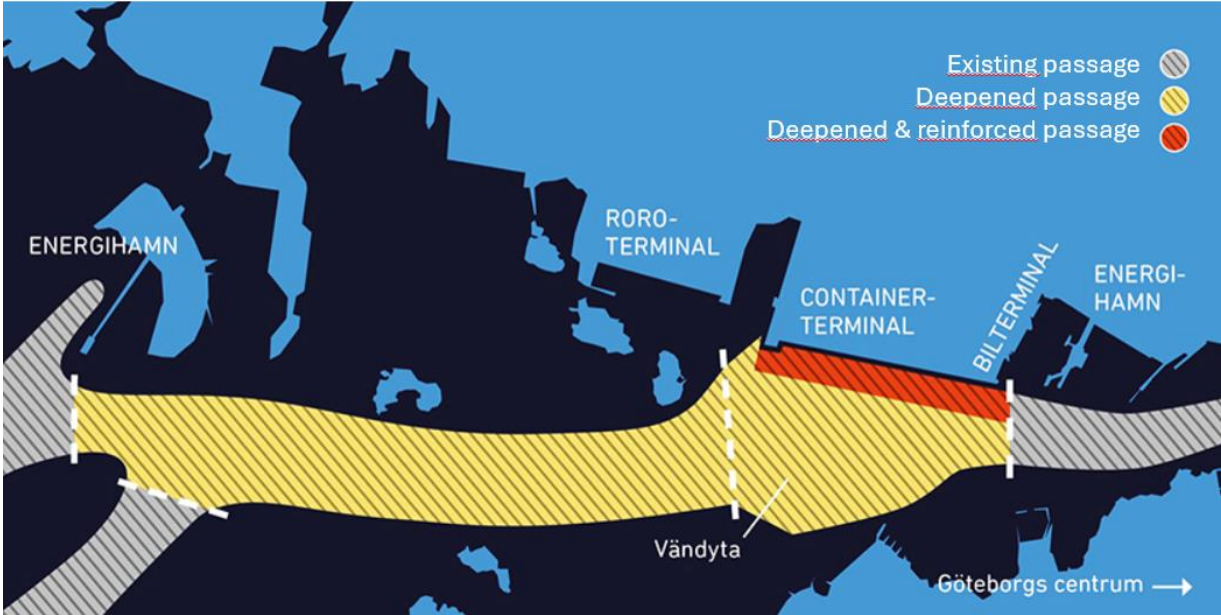 Existing passage
Deepened passage
Deepened & reinforced passage
ENERGIHAMN
RORO-
TERMINAL
CONTAINER-
TERMINAL
BILTERMINAL
ENERGI-
HAMN
Vändyta
Göteborgs centrum